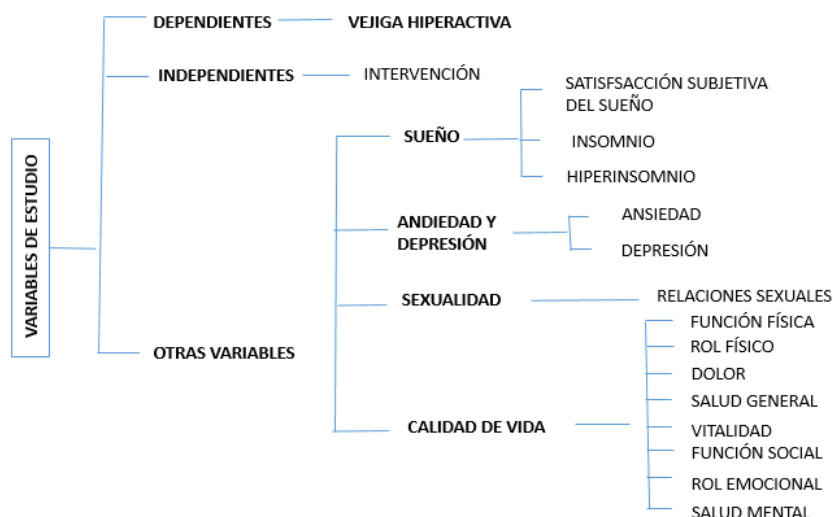 VARIABLES DE ESTUDIO
DEPENDIENTES
VEJIGA HIPERACTIVA
INDEPENDIENTES
INTERVENCIÓN
OTRAS VARIABLES
SUEÑO
SATISFSACCIÓN SUBJETIVA
DEL SUEÑO
INSOMNIO
HIPERINSOMNIO
ANDIEDAD Y
DEPRESIÓN
ANSIEDAD
DEPRESIÓN
SEXUALIDAD
RELACIONES SEXUALES
CALIDAD DE VIDA
FUNCIÓN FÍSICA
ROL FÍSICO
DOLOR
SALUD GENERAL
VITALIDAD
FUNCIÓN SOCIAL
ROL EMOCIONAL
SALUD MENTAL